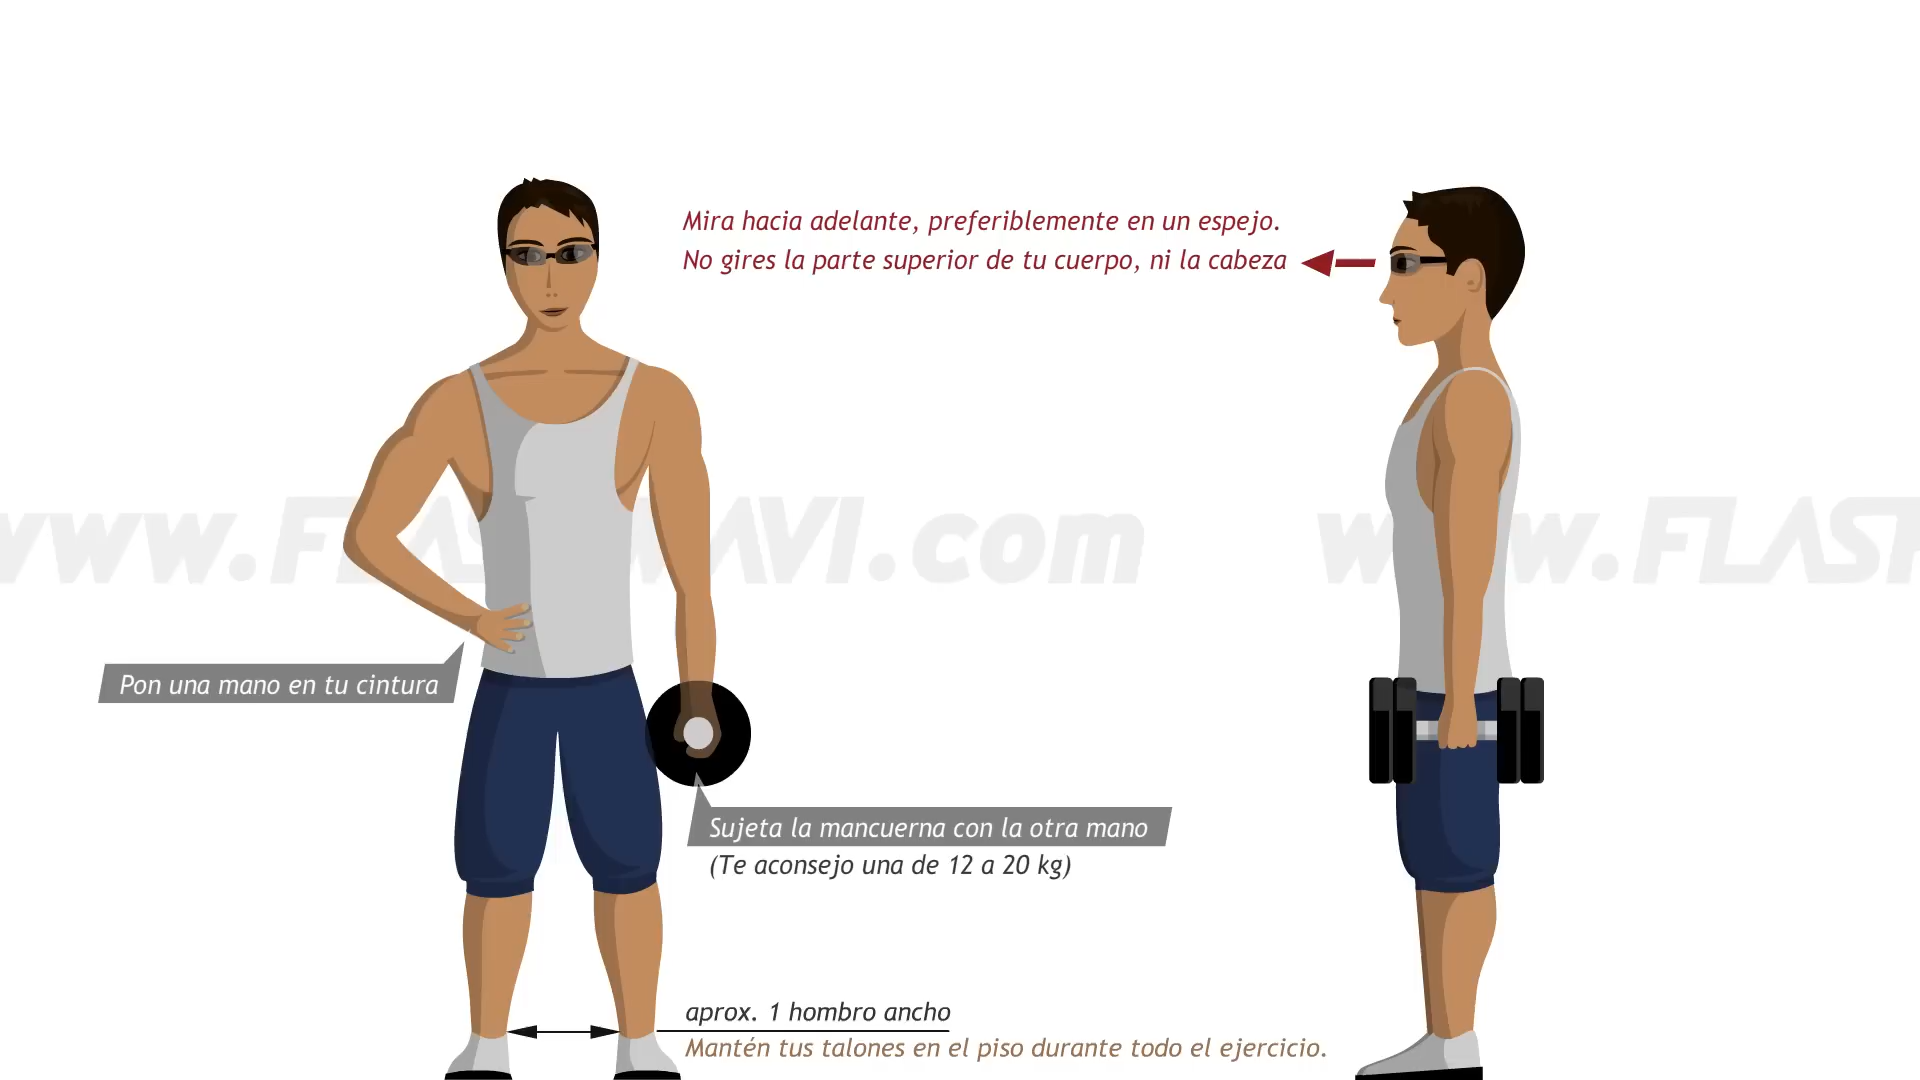 Mira hacia adelante, preferiblemente en un espejo.
No gires la parte superior de tu cuerpo, ni la cabeza
.com
Pon una mano en tu cintura
Sujeta la mancuerna con la otra mano
(Te aconsejo una de 12 a 20 kg)
aprox. 1 hombro ancho
Mantén tus talones en el piso durante todo el ejercicio.